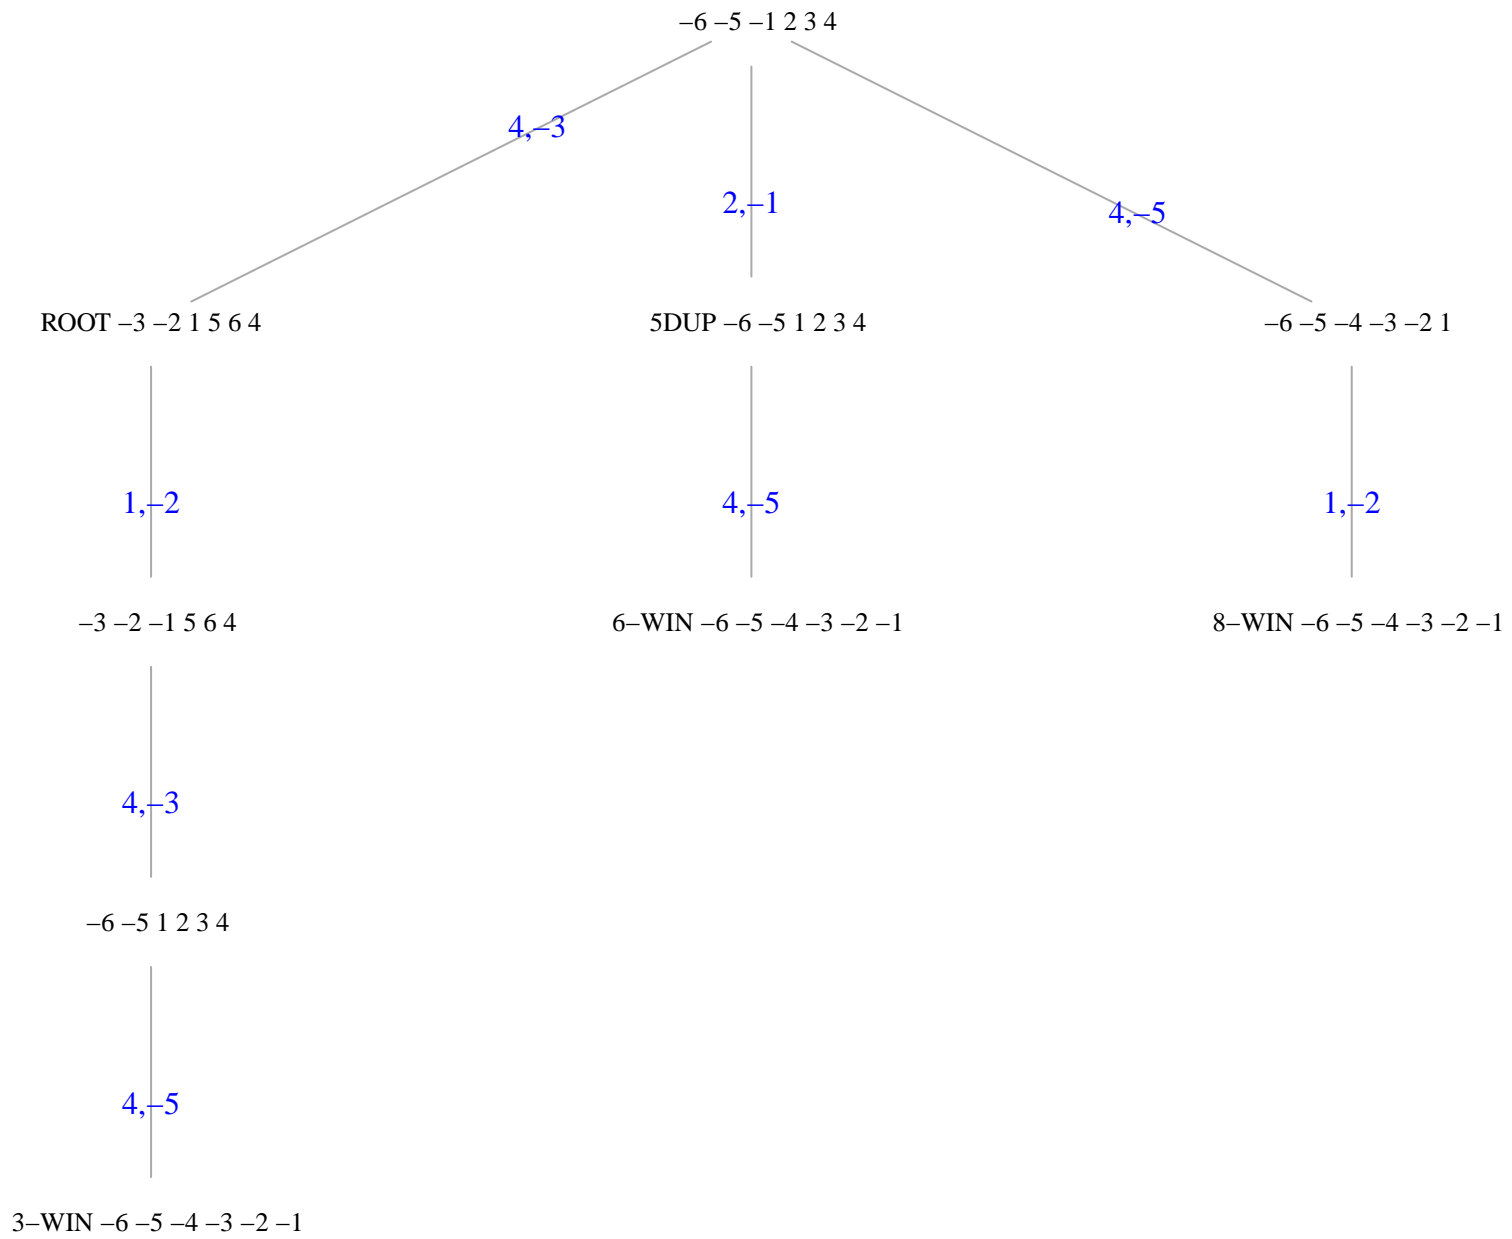 –6 –5 –1 2 3 4
4,–3
2,–1
4,–5
ROOT –3 –2 1 5 6 4
5DUP –6 –5 1 2 3 4
–6 –5 –4 –3 –2 1
1,–2
4,–5
1,–2
–3 –2 –1 5 6 4
6–WIN –6 –5 –4 –3 –2 –1
8–WIN –6 –5 –4 –3 –2 –1
4,–3
–6 –5 1 2 3 4
4,–5
3–WIN –6 –5 –4 –3 –2 –1